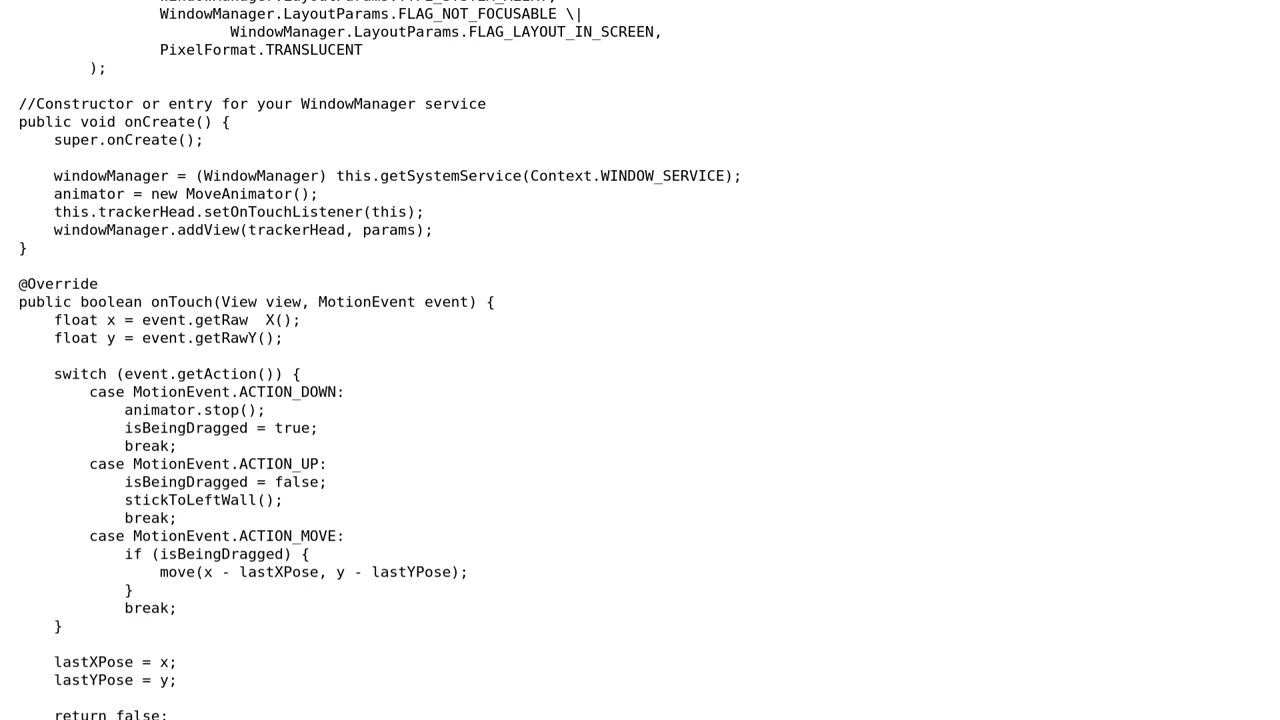 WindowManager.LayoutParams.FLAG_NOT_FOCUSABLE \|
                        WindowManager.LayoutParams.FLAG_LAYOUT_IN_SCREEN,
                PixelFormat.TRANSLUCENT
        );

//Constructor or entry for your WindowManager service
public void onCreate() {
    super.onCreate();

    windowManager = (WindowManager) this.getSystemService(Context.WINDOW_SERVICE);
    animator = new MoveAnimator();
    this.trackerHead.setOnTouchListener(this);
    windowManager.addView(trackerHead, params);
}

@Override
public boolean onTouch(View view, MotionEvent event) {
    float x = event.getRaw  X();
    float y = event.getRawY();

    switch (event.getAction()) {
        case MotionEvent.ACTION_DOWN:
            animator.stop();
            isBeingDragged = true;
            break;
        case MotionEvent.ACTION_UP:
            isBeingDragged = false;
            stickToLeftWall();
            break;
        case MotionEvent.ACTION_MOVE:
            if (isBeingDragged) {
                move(x - lastXPose, y - lastYPose);
            }
            break;
    }

    lastXPose = x;
    lastYPose = y;

    return false;